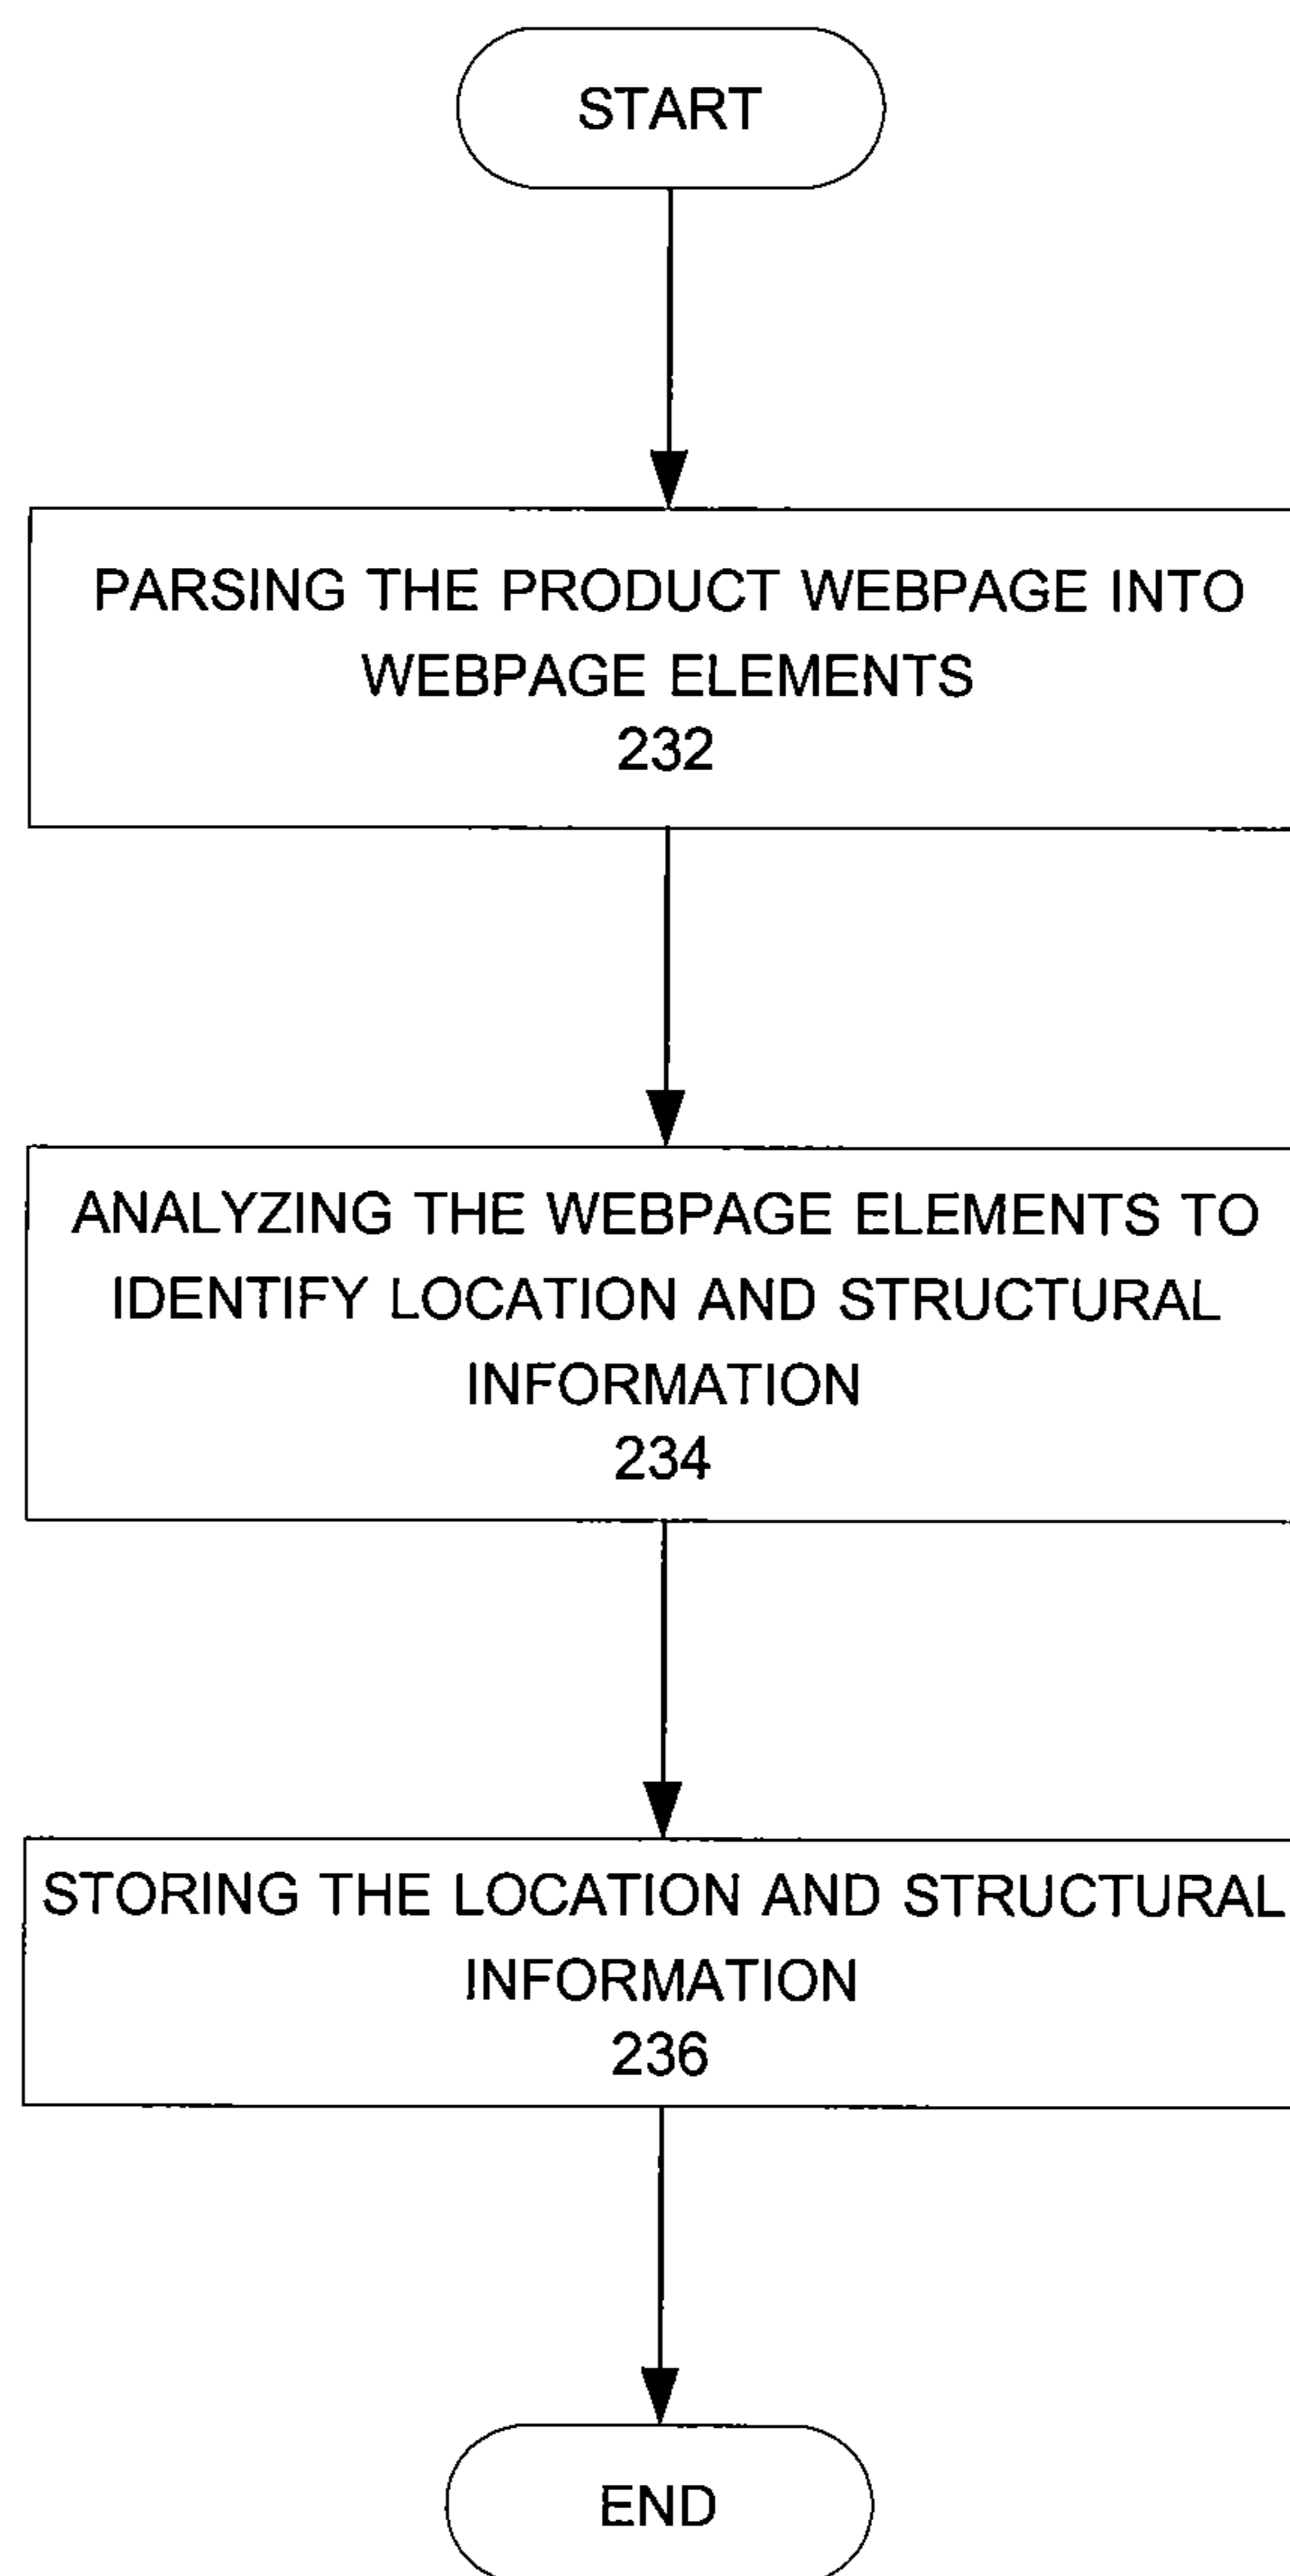 START
PARSING THE PRODUCT WEBPAGE INTO
WEBPAGE ELEMENTS
232
ANALYZING THE WEBPAGE ELEMENTS TO
IDENTIFY LOCATION AND STRUCTURAL
INFORMATION
234
STORING THE LOCATION AND STRUCTURAL
INFORMATION
236
END